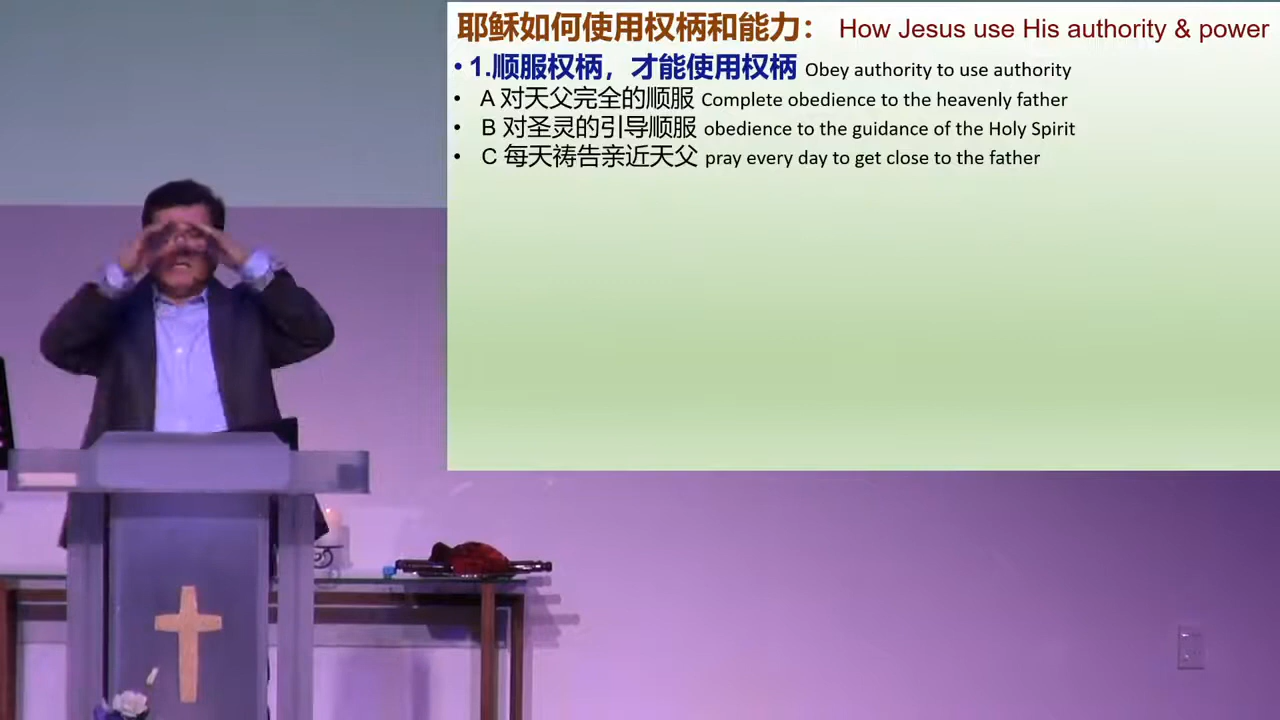 耶稣如何使用权柄和能力： How Jesus use His authority & power
• 1.顺服权柄，才能使用权柄 Obey authority to use authority
• A 对天父完全的顺服 Complete obedience to the heavenly father
• B 对圣灵的引导顺服 obedience to the guidance of the Holy Spirit
• C 每天祷告亲近天父 pray every day to get close to the father